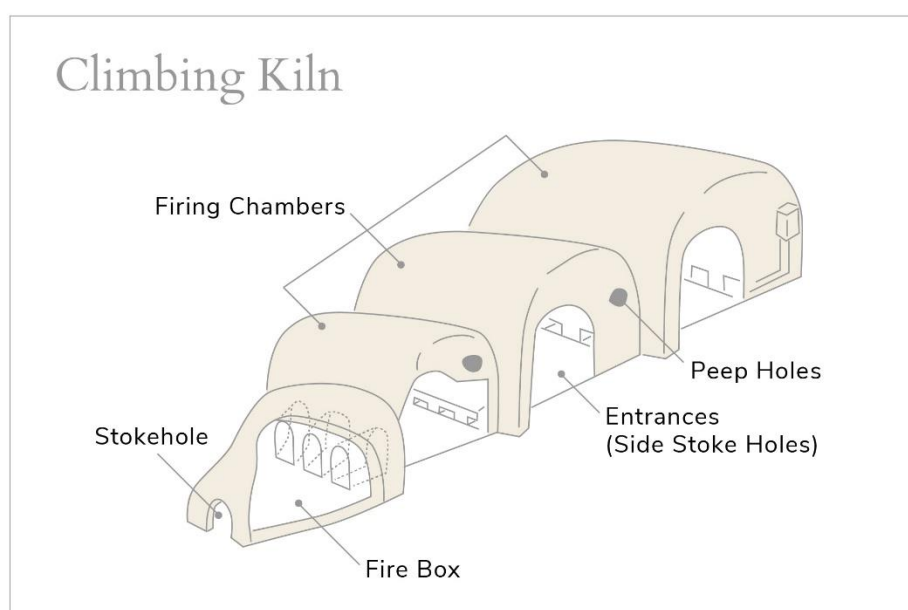 Climbing Kiln
Firing Chambers
Peep Holes
Entrances
(Side Stoke Holes)
Stokehole
Fire Box